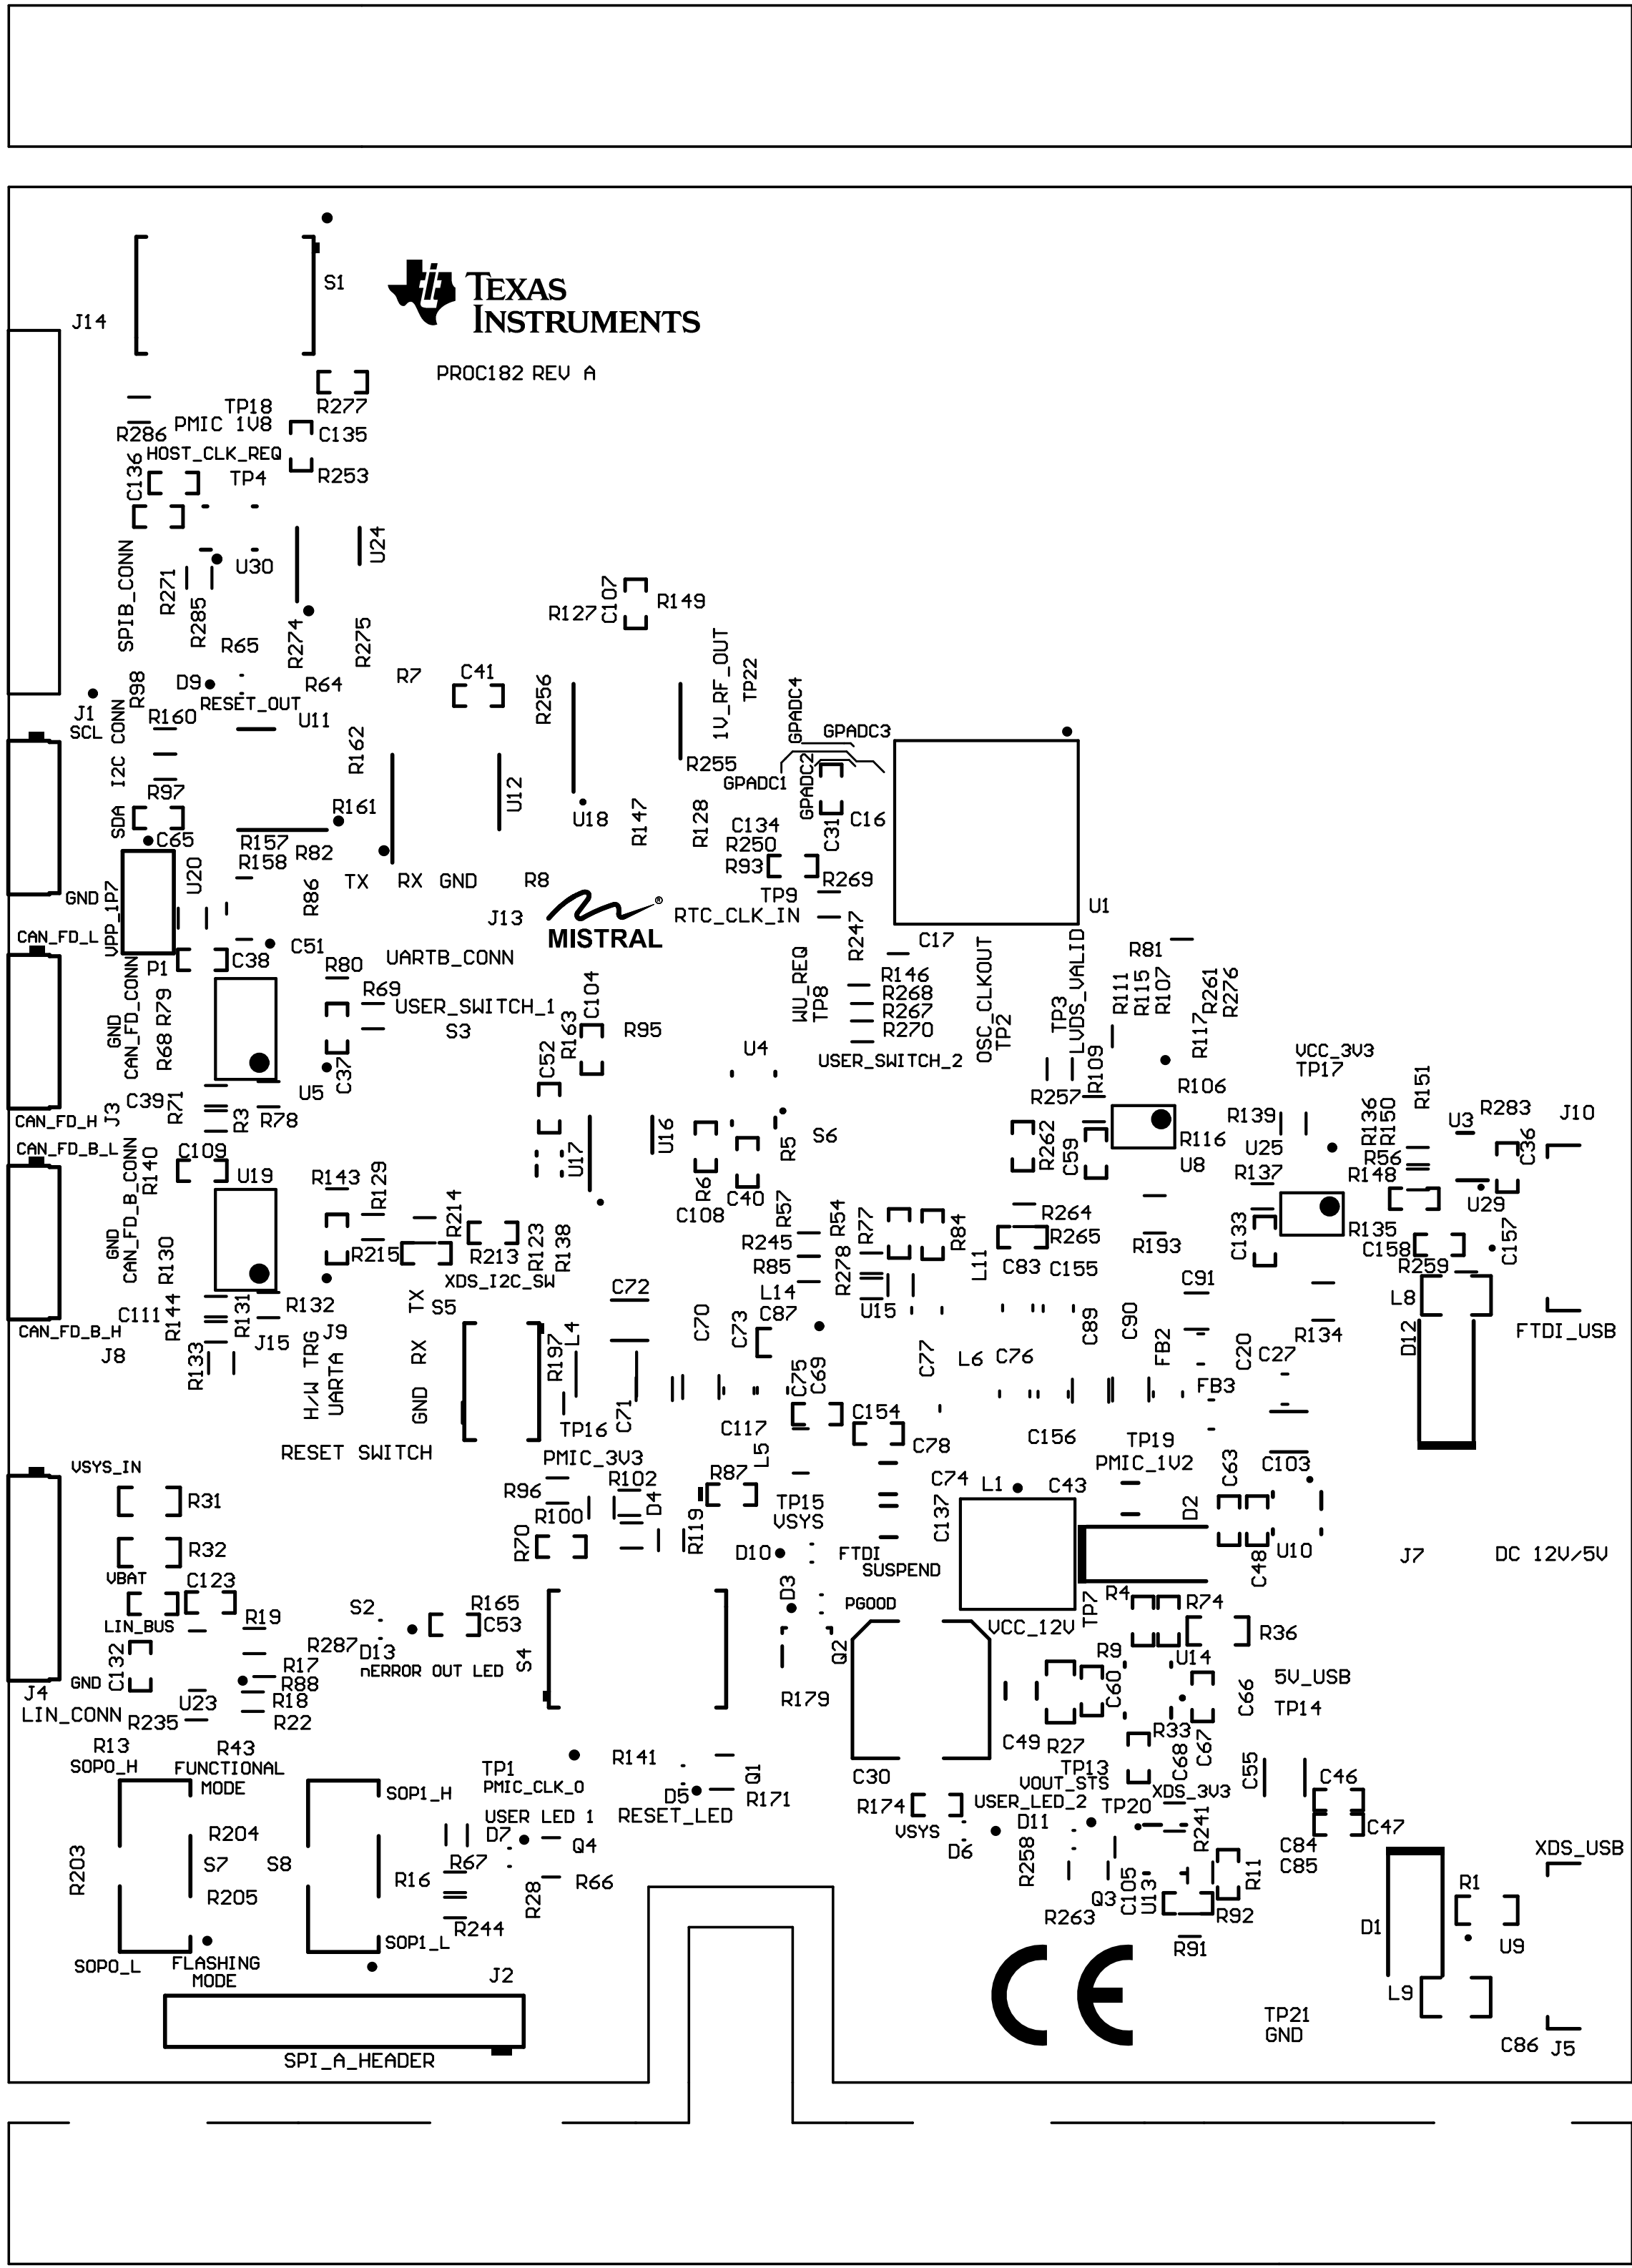 S1
J14
TEXAS
INSTRUMENTS
PROC182 REV A
TP18
R277
PMIC 1V8
R286
C135
HOST_CLK_REQ
C136
TP4
R253
U24
SPIB_CONN
U30
R271
R285
R274
R275
C107
R149
R127
R65
1V_RF_OUT
TP22
R7
C41
R98
D9
R64
RESET_OUT
R256
GPADC4
J1
SCL
R160
U11
GPADC3
I2C CONN
R162
R255
GPADC2
GPADC1
R97
SDA
R161
U12
U18
R147
R128
C134
C31
C16
C65
R157
R82
R250
R158
R93
U20
TX
RX
GND
R8
R269
R86
TP9
GND
VPP_1P7
J13
MISTRAL
®
RTC_CLK_IN
U1
CAN_FD_L
C51
R247
C17
P1
C38
R80
UARTB_CONN
R81
OSC_CLKOUT
LVDS_VALID
R146
WU_REQ
TP8
R268
R267
R270
R69
USER_SWITCH_1
S3
C104
R163
R95
GND
CAN_FD_CONN
R79
R68
TP2
TP3
R111
R115
R107
R261
R276
R117
USER_SWITCH_2
U4
C52
C37
VCC_3V3
TP17
R109
R257
R106
C39
R71
U5
R3
R78
J3
CAN_FD_H
CAN_FD_B_L
R139
R136
R150
R151
U3
R283
J10
S6
R5
U16
U17
R262
C59
R116
U8
U25
R56
C36
C109
R140
CAN_FD_B_CONN
GND
U19
R143
R129
R214
R137
R148
U29
R6
C40
C108
R57
R54
R77
R84
R264
R265
R193
C133
R135
C158
C157
R130
R215
R213
R123
R138
R245
R85
R278
L11
C83
C155
R259
XDS_I2C_SW
L14
U15
C72
C91
L8
C111
R144
R131
R132
TX
S5
C70
C73
C87
C89
C90
R134
FTDI_USB
CAN_FD_B_H
J8
J15
J9
R133
H/W TRG
UARTA
GND
RX
R197
L4
C75
C69
C77
L6
C76
FB2
C20
C27
D12
FB3
TP16
C71
C117
C154
C78
C156
TP19
RESET SWITCH
PMIC_3V3
L5
PMIC_1V2
VSYS_IN
R96
R102
R87
C74
L1
C43
C63
C103
R31
R100
D4
TP15
VSYS
C137
D2
R32
R70
R119
D10
FTDI
SUSPEND
C48
U10
J7
DC 12V/5V
VBAT
C123
D3
PGOOD
R4
R74
LIN_BUS
S2
R165
C53
VCC_12V
TP7
R19
R36
R287
D13
nERROR OUT LED
S4
Q2
R9
U14
C132
R17
R88
R18
R22
GND
J4
LIN_CONN
U23
R235
R179
C60
C66
5V_USB
TP14
R33
C67
C68
C49
R27
R13
R43
SOP0_H
FUNCTIONAL
MODE
TP1
PMIC_CLK_O
R141
Q1
C30
TP13
VOUT_STS
XDS_3V3
C55
C46
SOP1_H
D5
R171
R174
USER_LED_2
TP20
USER LED 1
RESET_LED
VSYS
D11
R241
C47
R204
D7
Q4
D6
R258
C84
C85
XDS_USB
R203
S7
S8
R67
R16
R205
R28
R66
C105
U13
R11
R1
Q3
R263
R92
R244
D1
SOP1_L
R91
U9
SOP0_L
FLASHING
MODE
J2
CE
L9
TP21
GND
SPI_A_HEADER
C86
J5